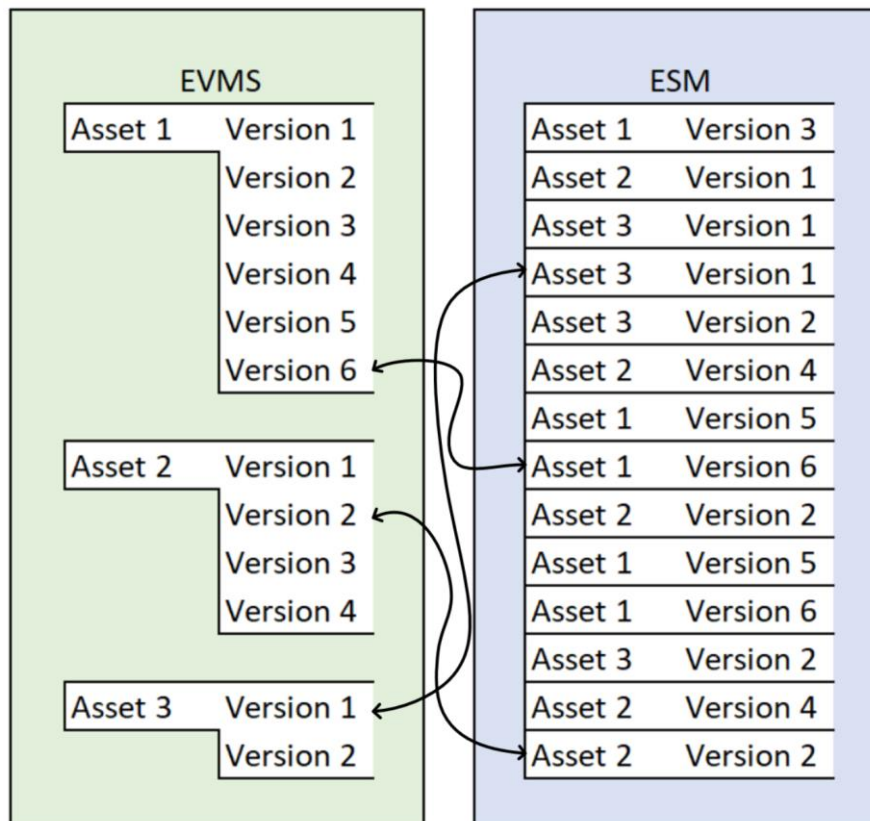 EVMS
Asset 1 Version 1
Version 2
Version 3
Version 4
Version 5
Version 6
Asset 2 Version 1
Version 2
Version 3
Version 4
Asset 3 Version 1
Version 2
ESM
Asset 1 Version 3
Asset 2 Version 1
Asset 3 Version 1
Asset 3 Version 1
Asset 3 Version 2
Asset 2 Version 4
Asset 1 Version 5
Asset 1 Version 6
Asset 2 Version 2
Asset 1 Version 5
Asset 1 Version 6
Asset 3 Version 2
Asset 2 Version 4
Asset 2 Version 2